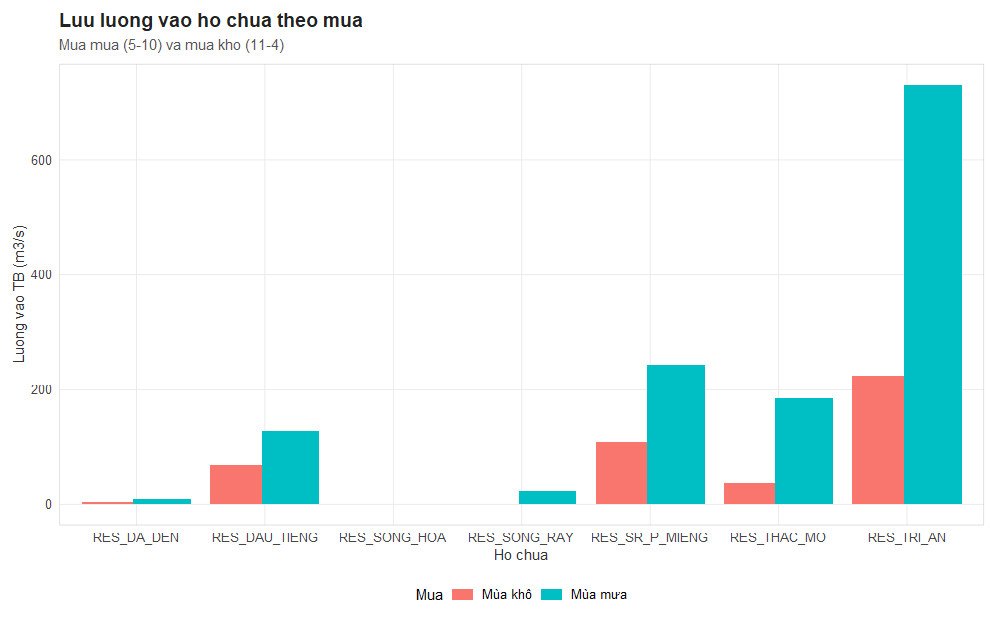 Luu luong vao ho chua theo mua
Mua mua (5-10) va mua kho (11-4)
Luong vao TB (m3/s)
600
400
200
0
RES_DA_DEN RES_DAU_TIENG RES_SONG_HOA RES_SONG_RAY RES_SR_P_MIENG RES_THAC_MO RES_TRI_AN
Ho chua
Mua Mùa khô Mùa mưa